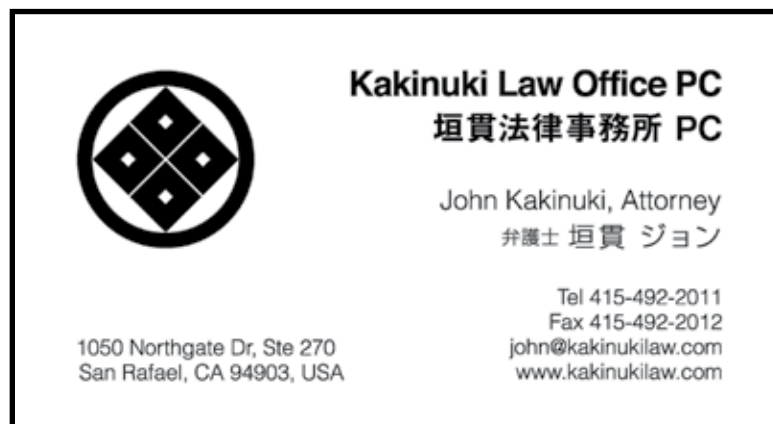 Kakinuki Law Office PC
垣貫法律事務所 PC
John Kakinuki, Attorney
弁護士 垣貫 ジョン
Tel 415-492-2011
Fax 415-492-2012
john@kakinukilaw.com
www.kakinukilaw.com
1050 Northgate Dr, Ste 270
San Rafael, CA 94903, USA